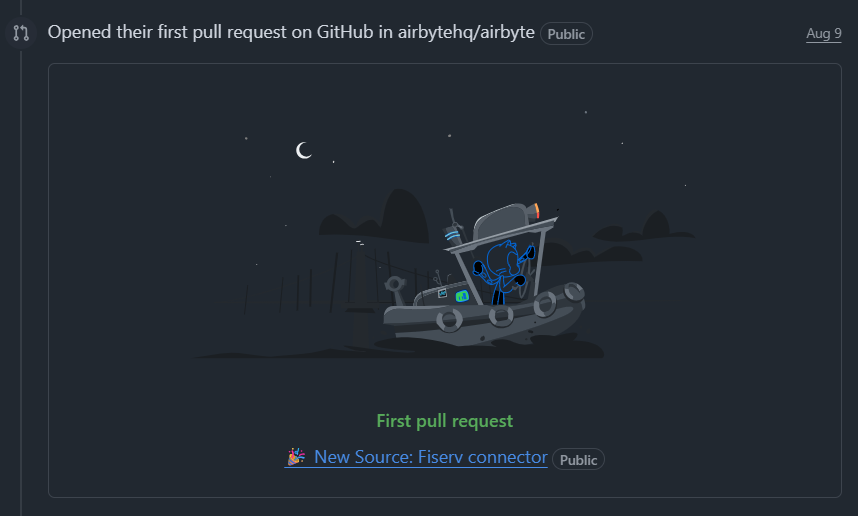 Opened their first pull request on GitHub in airbytehq/airbyte Public Aug 9
First pull request
🎉 New Source: Fiserv connector Public